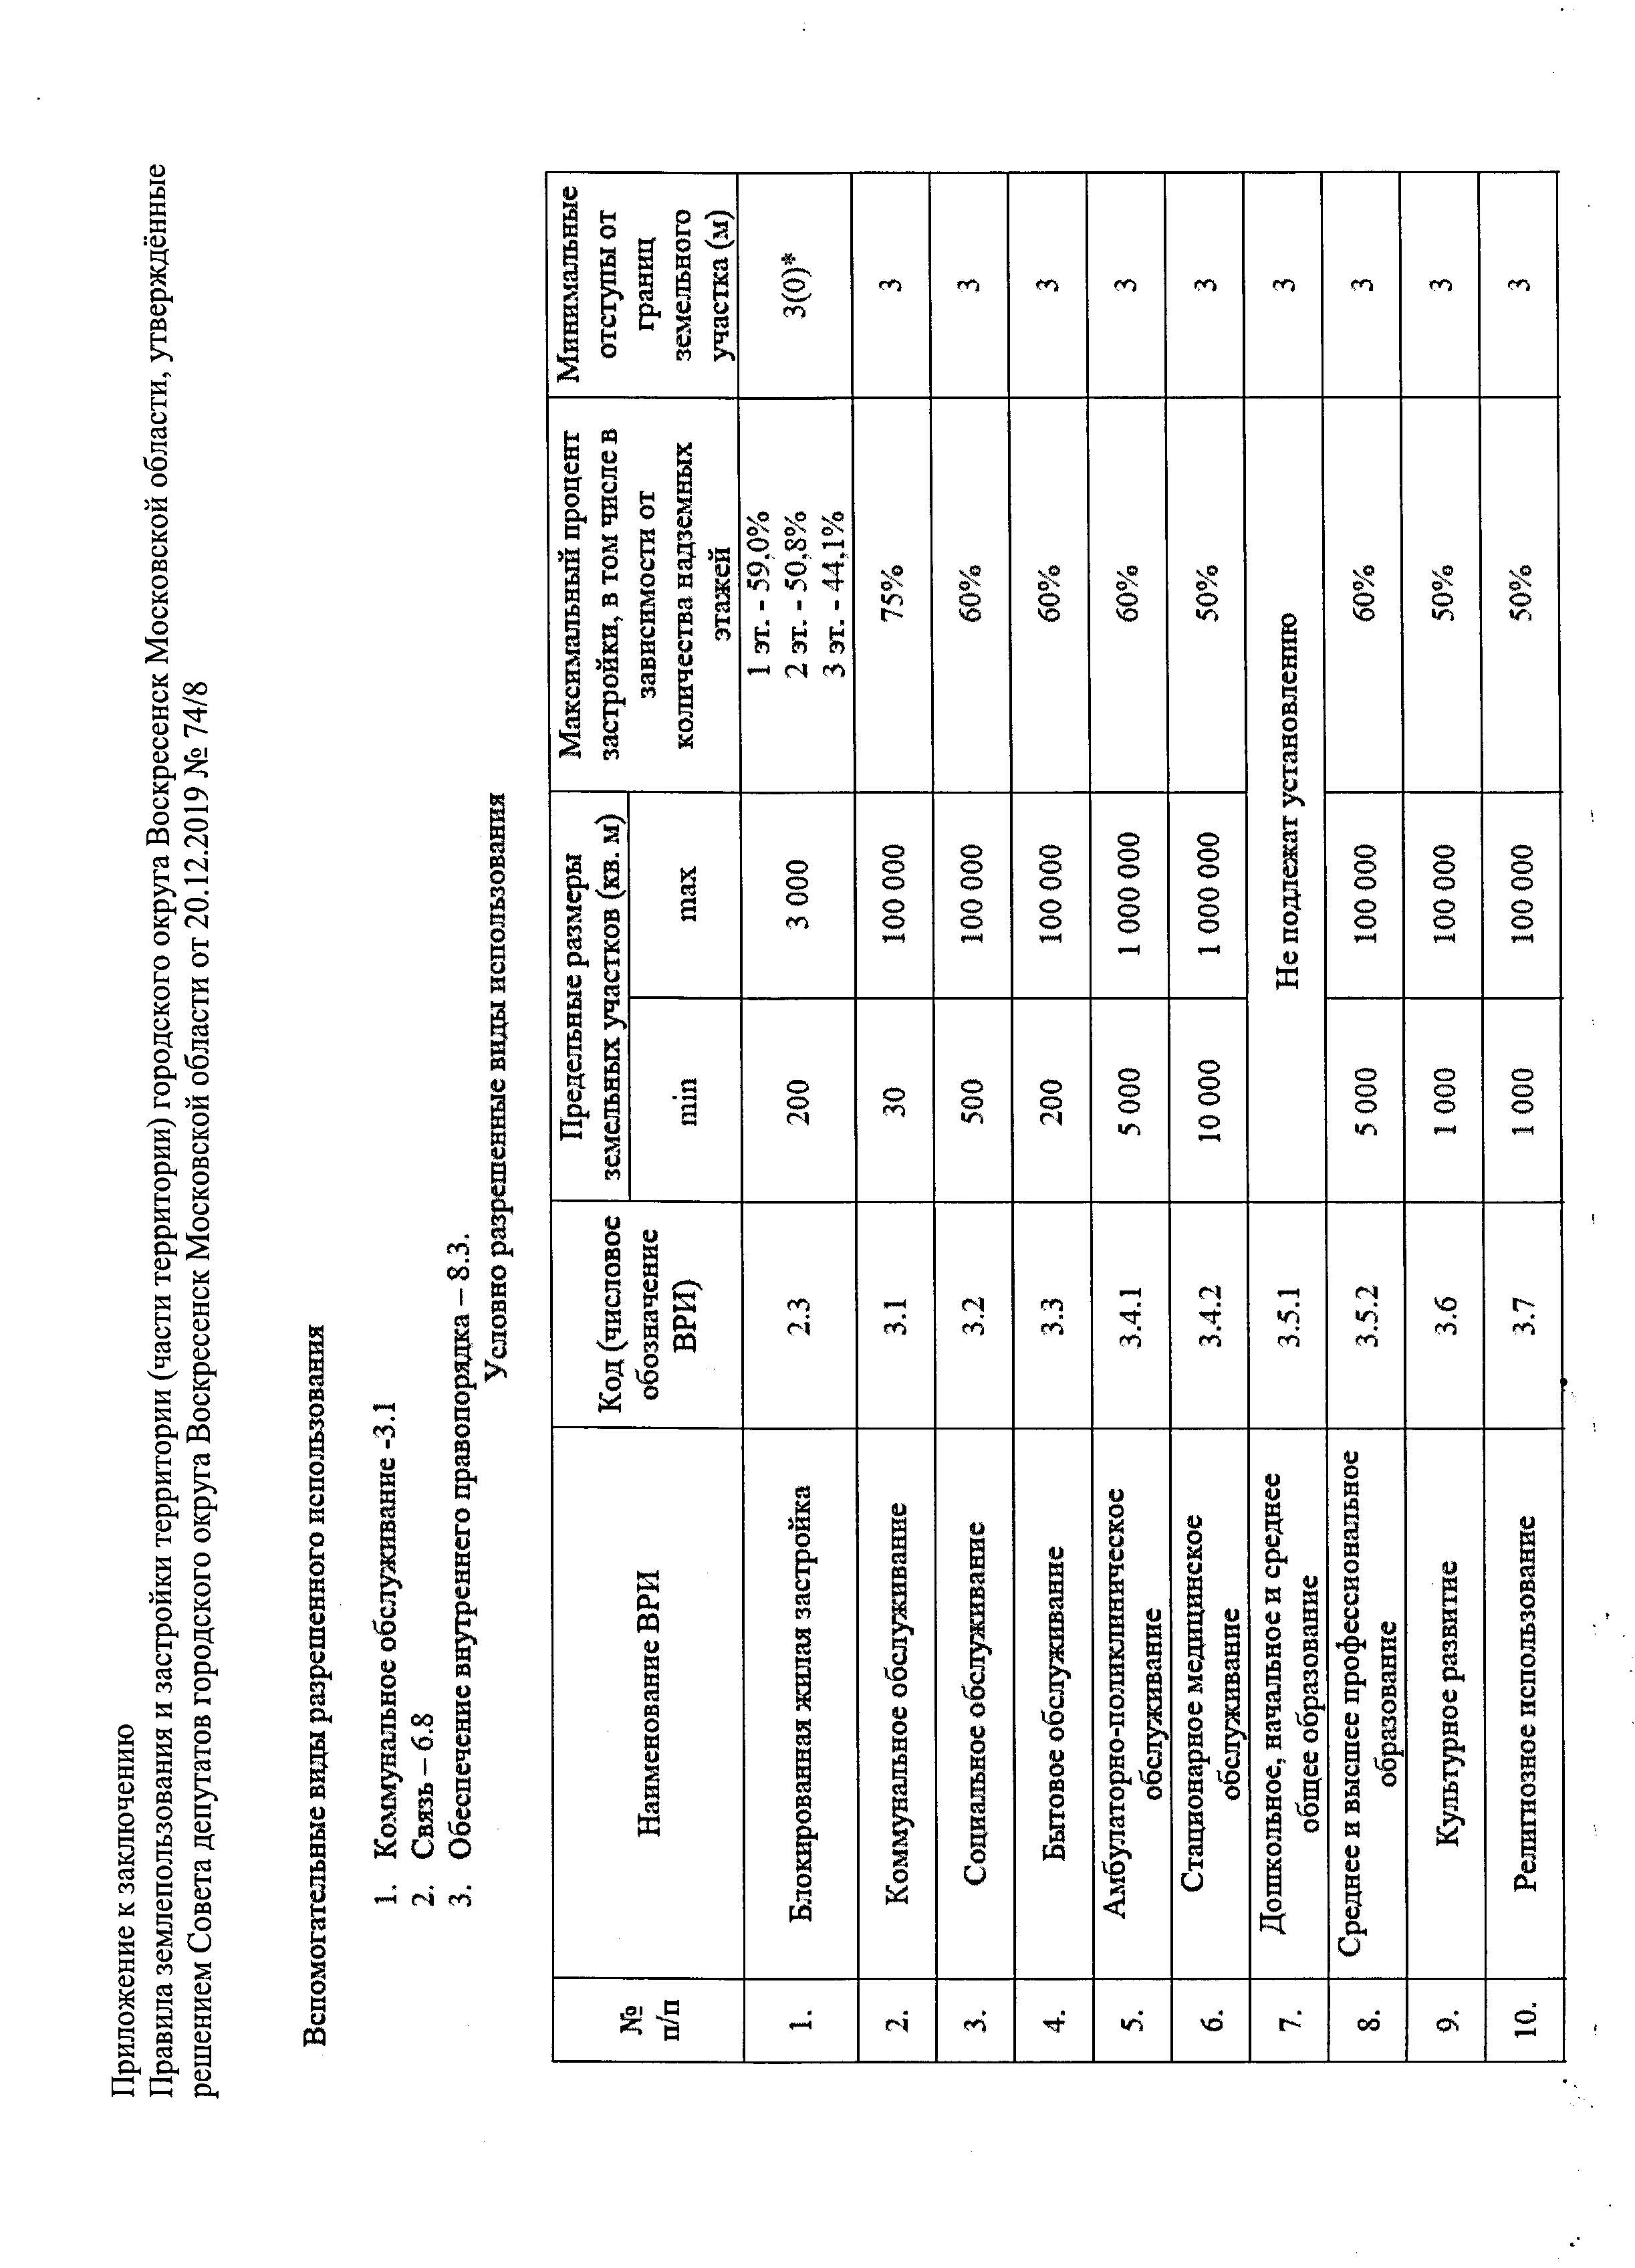 Приложение к заключению
Правила землепользования и застройки территории (части территории) городского округа Воскресенск Московской области, утверждённые
решением Совета депутатов городского округа Воскресенск Московской области от 20.12.2019 № 74/8
Вспомогательные виды разрешенного использования
1. Коммунальное обслуживание -3.1
2. Связь – 6.8
3. Обеспечение внутреннего правопорядка – 8.3.
Условно разрешенные виды использования
№
п/п
Наименование ВРИ
Код (числовое
обозначение
ВРИ)
Предельные размеры
земельных участков (кв. м)
min
max
Максимальный процент
застройки, в том числе в
зависимости от
количества надземных
этажей
Минимальные
отступы от
границ
земельного
участка (м)
1.
Блокированная жилая застройка
2.3
200
3 000
1 эт. - 59,0%
2 эт. - 50,8%
3 эт. - 44,1%
3(0)*
2.
Коммунальное обслуживание
3.1
30
100 000
75%
3
3.
Социальное обслуживание
3.2
500
100 000
60%
3
4.
Бытовое обслуживание
3.3
200
100 000
60%
3
5.
Амбулаторно-поликлиническое
обслуживание
3.4.1
5 000
1 000 000
60%
3
6.
Стационарное медицинское
обслуживание
3.4.2
10 000
1 000 000
50%
3
7.
Дошкольное, начальное и среднее
общее образование
3.5.1
Не подлежат установлению
3
8.
Среднее и высшее профессиональное
образование
3.5.2
5 000
100 000
60%
3
9.
Культурное развитие
3.6
1 000
100 000
50%
3
10.
Религиозное использование
3.7
1 000
100 000
50%
3